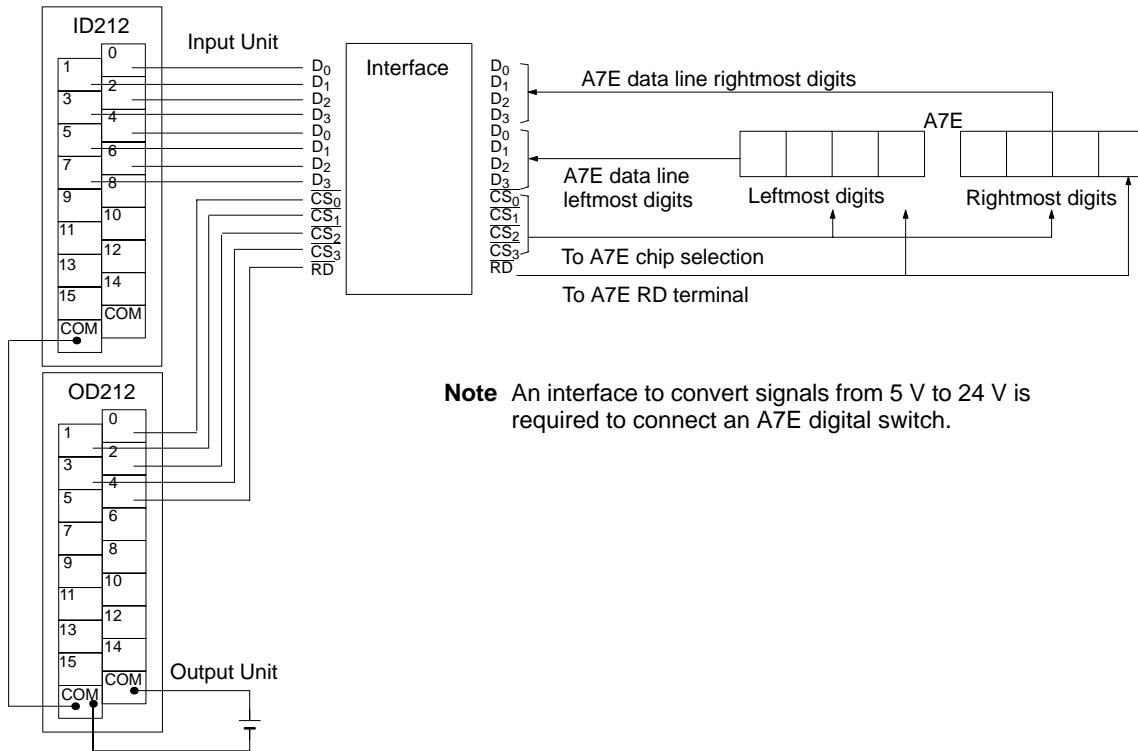 ID212
Input Unit
0
1
2
3
4
5
6
7
8
9
10
11
12
13
14
15
COM
COM
D0
D1
D2
D3
D0
D1
D2
D3
CS0
CS1
CS2
CS3
RD
Interface
D0
D1
D2
D3
D0
D1
D2
D3
CS0
CS1
CS2
CS3
RD
A7E data line rightmost digits
A7E
A7E data line
leftmost digits
Leftmost digits
Rightmost digits
To A7E chip selection
To A7E RD terminal
OD212
0
1
2
3
4
5
6
7
8
9
10
11
12
13
14
15
COM
COM
Output Unit
Note An interface to convert signals from 5 V to 24 V is
required to connect an A7E digital switch.